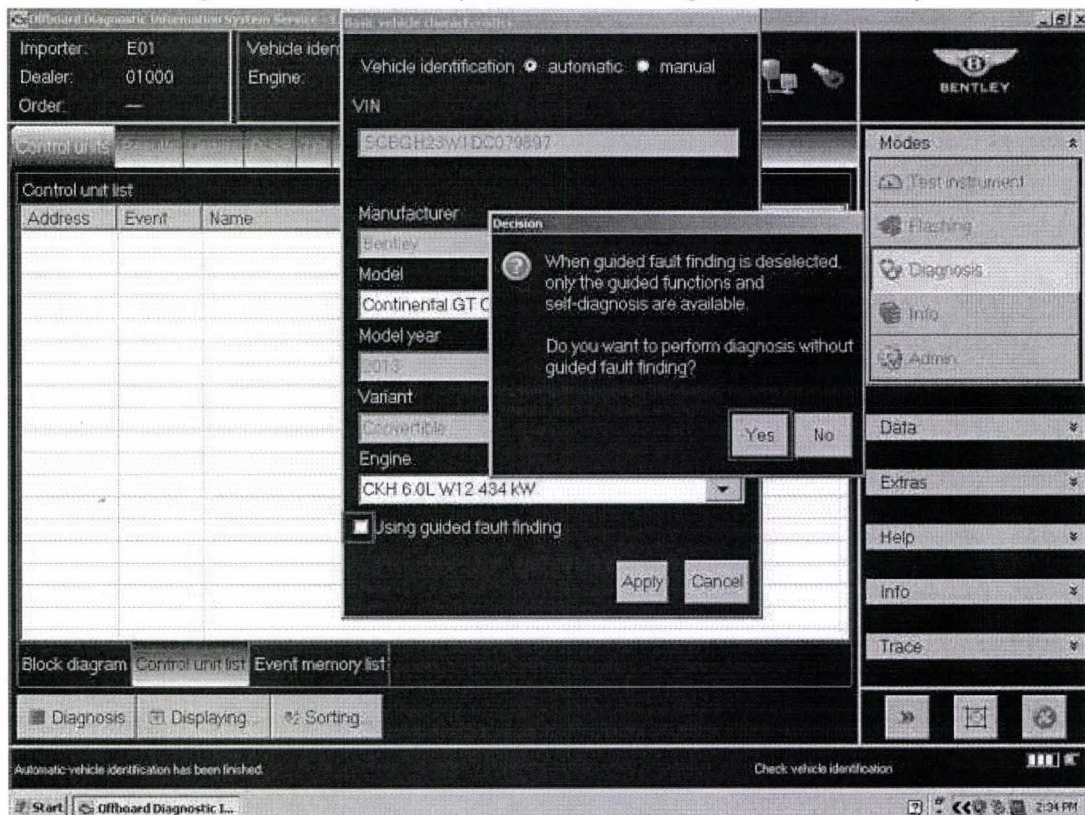 Offboard Diagnostic Information System Service
Importer: E01
Dealer: 01000
Order: —
Vehicle iden
Engine:
Basic vehicle characteristics
Vehicle identification automatic manual
VIN
SCBGH23W1DC079897
Manufacturer
Bentley
Model
Continental GT C
Model year
2013
Variant
Convertible
Engine
CKH 6.0L W12 434 kW
Using guided fault finding
Apply Cancel
Decision
When guided fault finding is deselected,
only the guided functions and
self-diagnosis are available.
Do you want to perform diagnosis without
guided fault finding?
Yes No
BENTLEY
Control units
Control unit list
Address Event Name
Modes
Test instrument
Flashing
Diagnosis
Info
Admin
Data
Extras
Help
Info
Trace
Block diagram Control unit list Event memory list
Diagnosis Displaying... Sorting...
Automatic vehicle identification has been finished.
Check vehicle identification
Start Offboard Diagnostic I... 2:34 PM